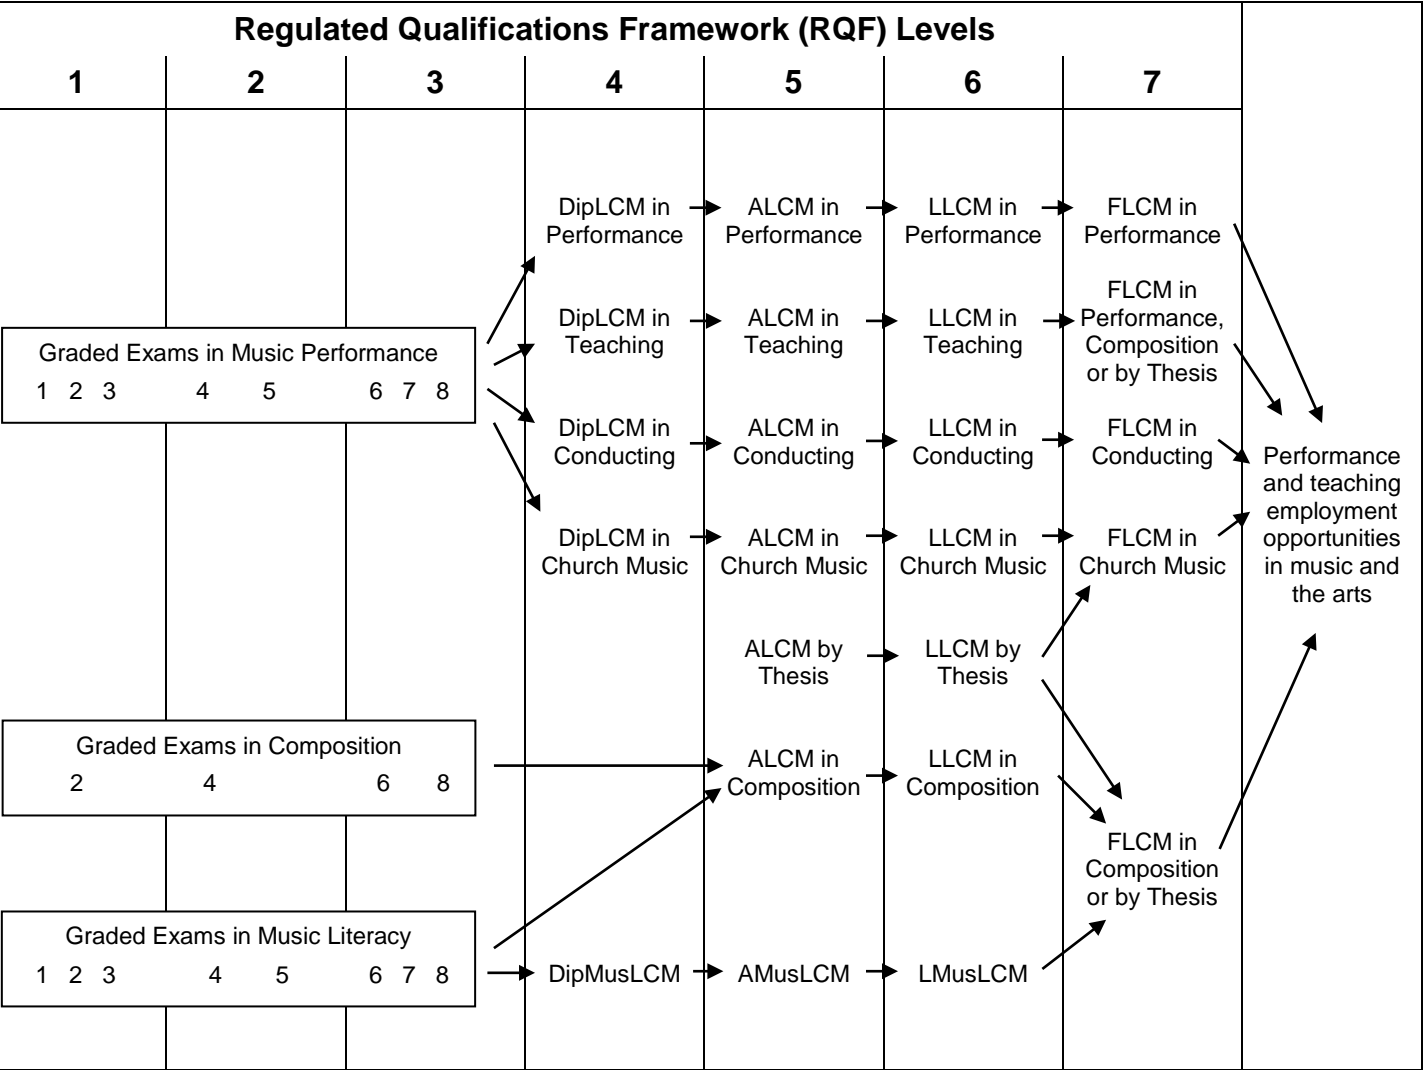 Regulated Qualifications Framework (RQF) Levels
1 2 3 4 5 6 7
DipLCM in
Performance
ALCM in
Performance
LLCM in
Performance
FLCM in
Performance
Graded Exams in Music Performance
1 2 3 4 5 6 7 8
DipLCM in
Teaching
ALCM in
Teaching
LLCM in
Teaching
FLCM in
Performance,
Composition
or by Thesis
DipLCM in
Conducting
ALCM in
Conducting
LLCM in
Conducting
FLCM in
Conducting
DipLCM in
Church Music
ALCM in
Church Music
LLCM in
Church Music
FLCM in
Church Music
Performance
and teaching
employment
opportunities
in music and
the arts
ALCM by
Thesis
LLCM by
Thesis
Graded Exams in Composition
2 4 6 8
ALCM in
Composition
LLCM in
Composition
FLCM in
Composition
or by Thesis
Graded Exams in Music Literacy
1 2 3 4 5 6 7 8
DipMusLCM
AMusLCM
LMusLCM